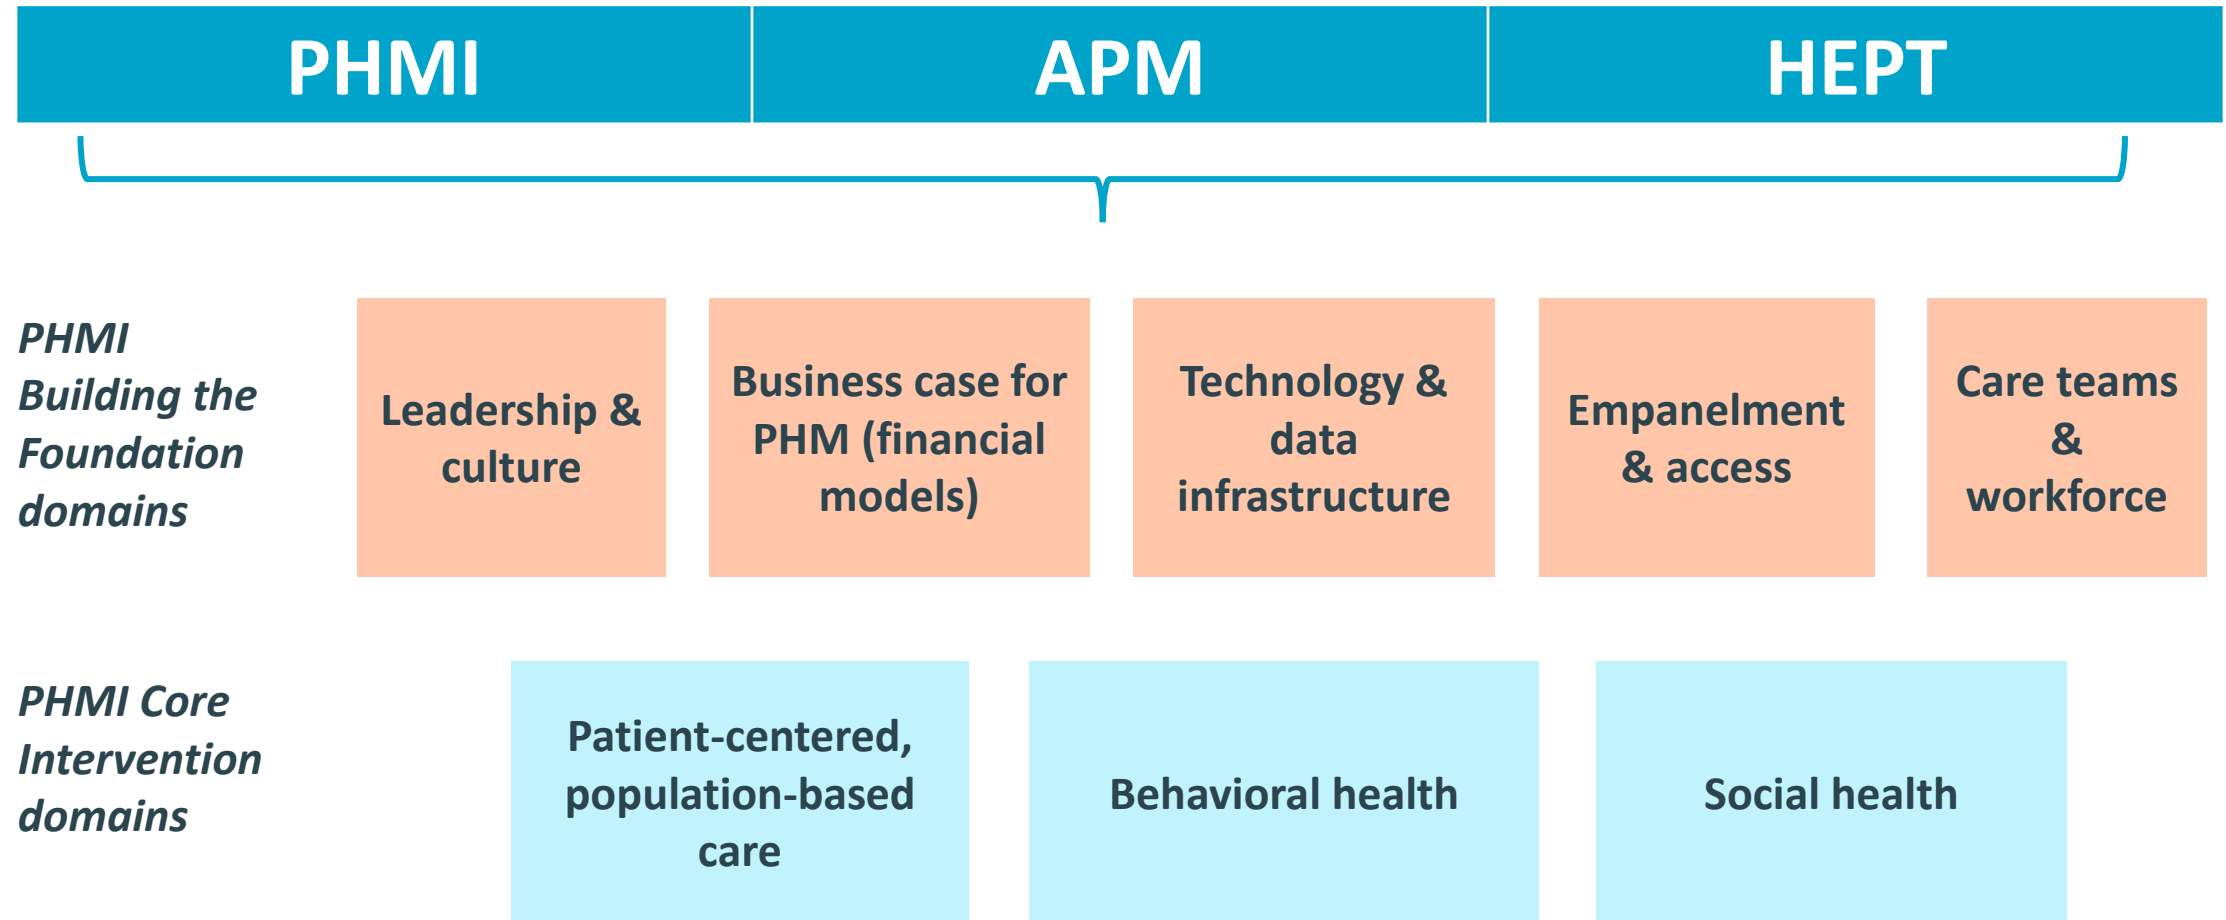 PHMI
APM
HEPT
PHMI
Building the
Foundation
domains
Leadership &
culture
Business case for
PHM (financial
models)
Technology &
data
infrastructure
Empanelment
& access
Care teams
&
workforce
PHMI Core
Intervention
domains
Patient-centered,
population-based
care
Behavioral health
Social health